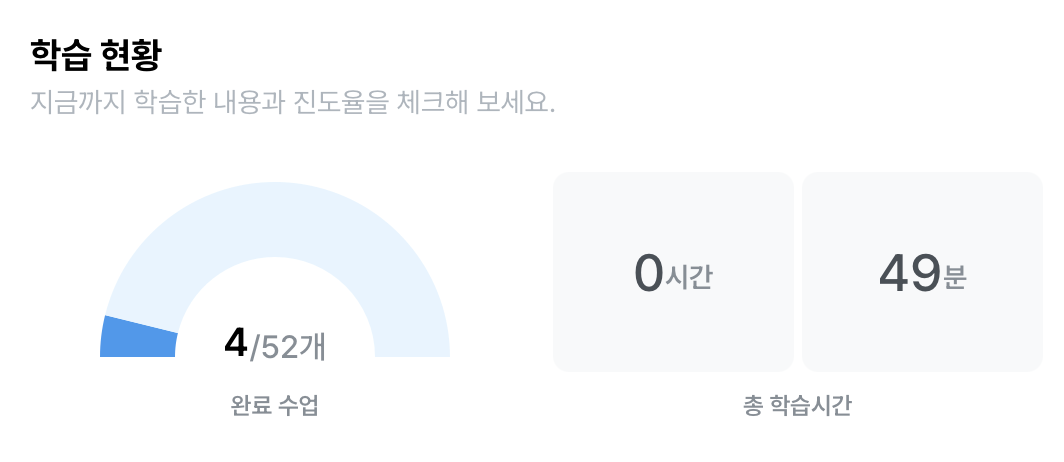 학습 현황
지금까지 학습한 내용과 진도율을 체크해 보세요.
4/52개
완료 수업
0시간
49분
총 학습시간